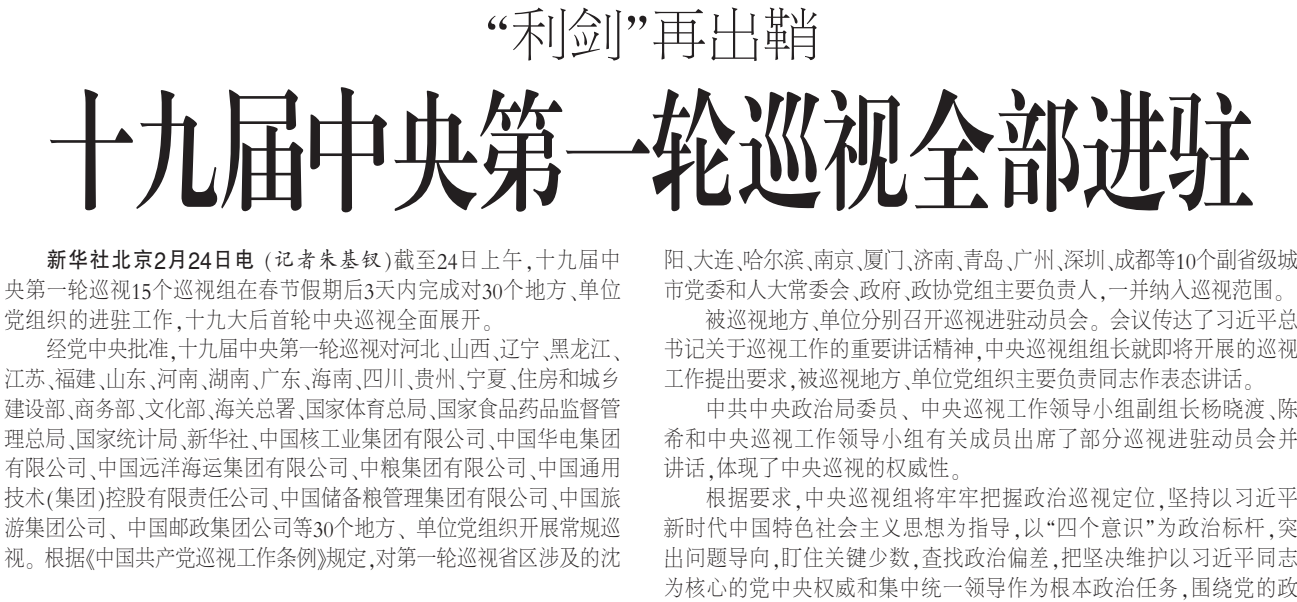 “利剑”再出鞘
十九届中央第一轮巡视全部进驻
新华社北京2月24日电 (记者朱基钗)截至24日上午,十九届中
央第一轮巡视15个巡视组在春节假期后3天内完成对30个地方、单位
党组织的进驻工作,十九大后首轮中央巡视全面展开。
经党中央批准,十九届中央第一轮巡视对河北、山西、辽宁、黑龙江、
江苏、福建、山东、河南、湖南、广东、海南、四川、贵州、宁夏、住房和城乡
建设部、商务部、文化部、海关总署、国家体育总局、国家食品药品监督管
理总局、国家统计局、新华社、中国核工业集团有限公司、中国华电集团
有限公司、中国远洋海运集团有限公司、中粮集团有限公司、中国通用
技术(集团)控股有限责任公司、中国储备粮管理集团有限公司、中国旅
游集团公司、中国邮政集团公司等30个地方、单位党组织开展常规巡
视。根据《中国共产党巡视工作条例》规定,对第一轮巡视省区涉及的沈
阳、大连、哈尔滨、南京、厦门、济南、青岛、广州、深圳、成都等10个副省级城
市党委和人大常委会、政府、政协党组主要负责人,一并纳入巡视范围。
被巡视地方、单位分别召开巡视进驻动员会。会议传达了习近平总
书记关于巡视工作的重要讲话精神,中央巡视组组长就即将开展的巡视
工作提出要求,被巡视地方、单位党组织主要负责同志作表态讲话。
中共中央政治局委员、中央巡视工作领导小组副组长杨晓渡、陈
希和中央巡视工作领导小组有关成员出席了部分巡视进驻动员会并
讲话,体现了中央巡视的权威性。
根据要求,中央巡视组将牢牢把握政治巡视定位,坚持以习近平
新时代中国特色社会主义思想为指导,以“四个意识”为政治标杆,突
出问题导向,盯住关键少数,查找政治偏差,把坚决维护以习近平同志
为核心的党中央权威和集中统一领导作为根本政治任务,围绕党的政